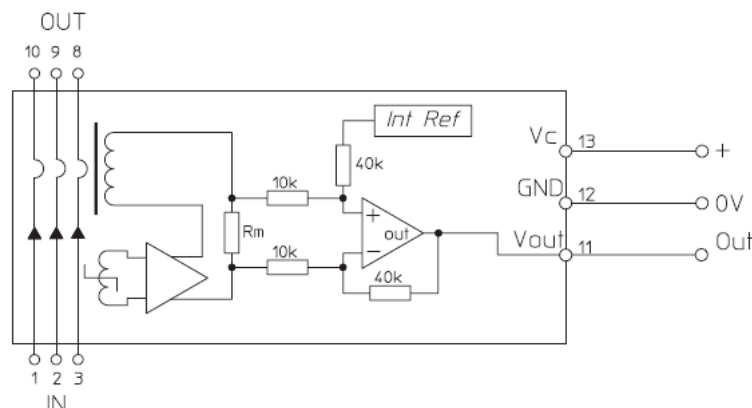 OUT
10 9 8
Int Ref
Vc 13 +
40k
10k
GND 12 0V
+
Rm
out
Vout 11 Out
−
10k
40k
1 2 3
IN